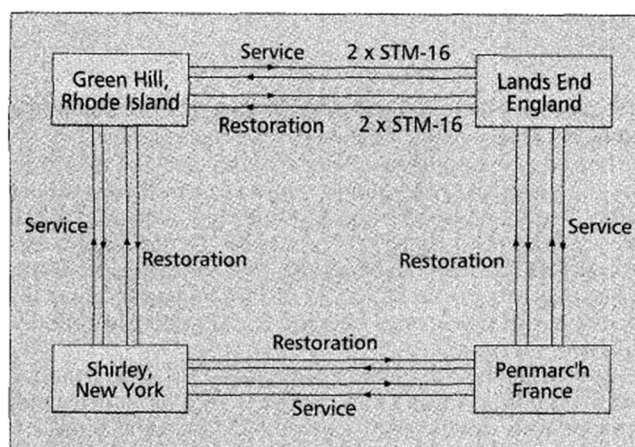 Service 2 x STM-16
Green Hill,
Rhode Island
Lands End
England
Restoration 2 x STM-16
Service
Service
Restoration
Restoration
Restoration
Shirley,
New York
Penmarc'h
France
Service